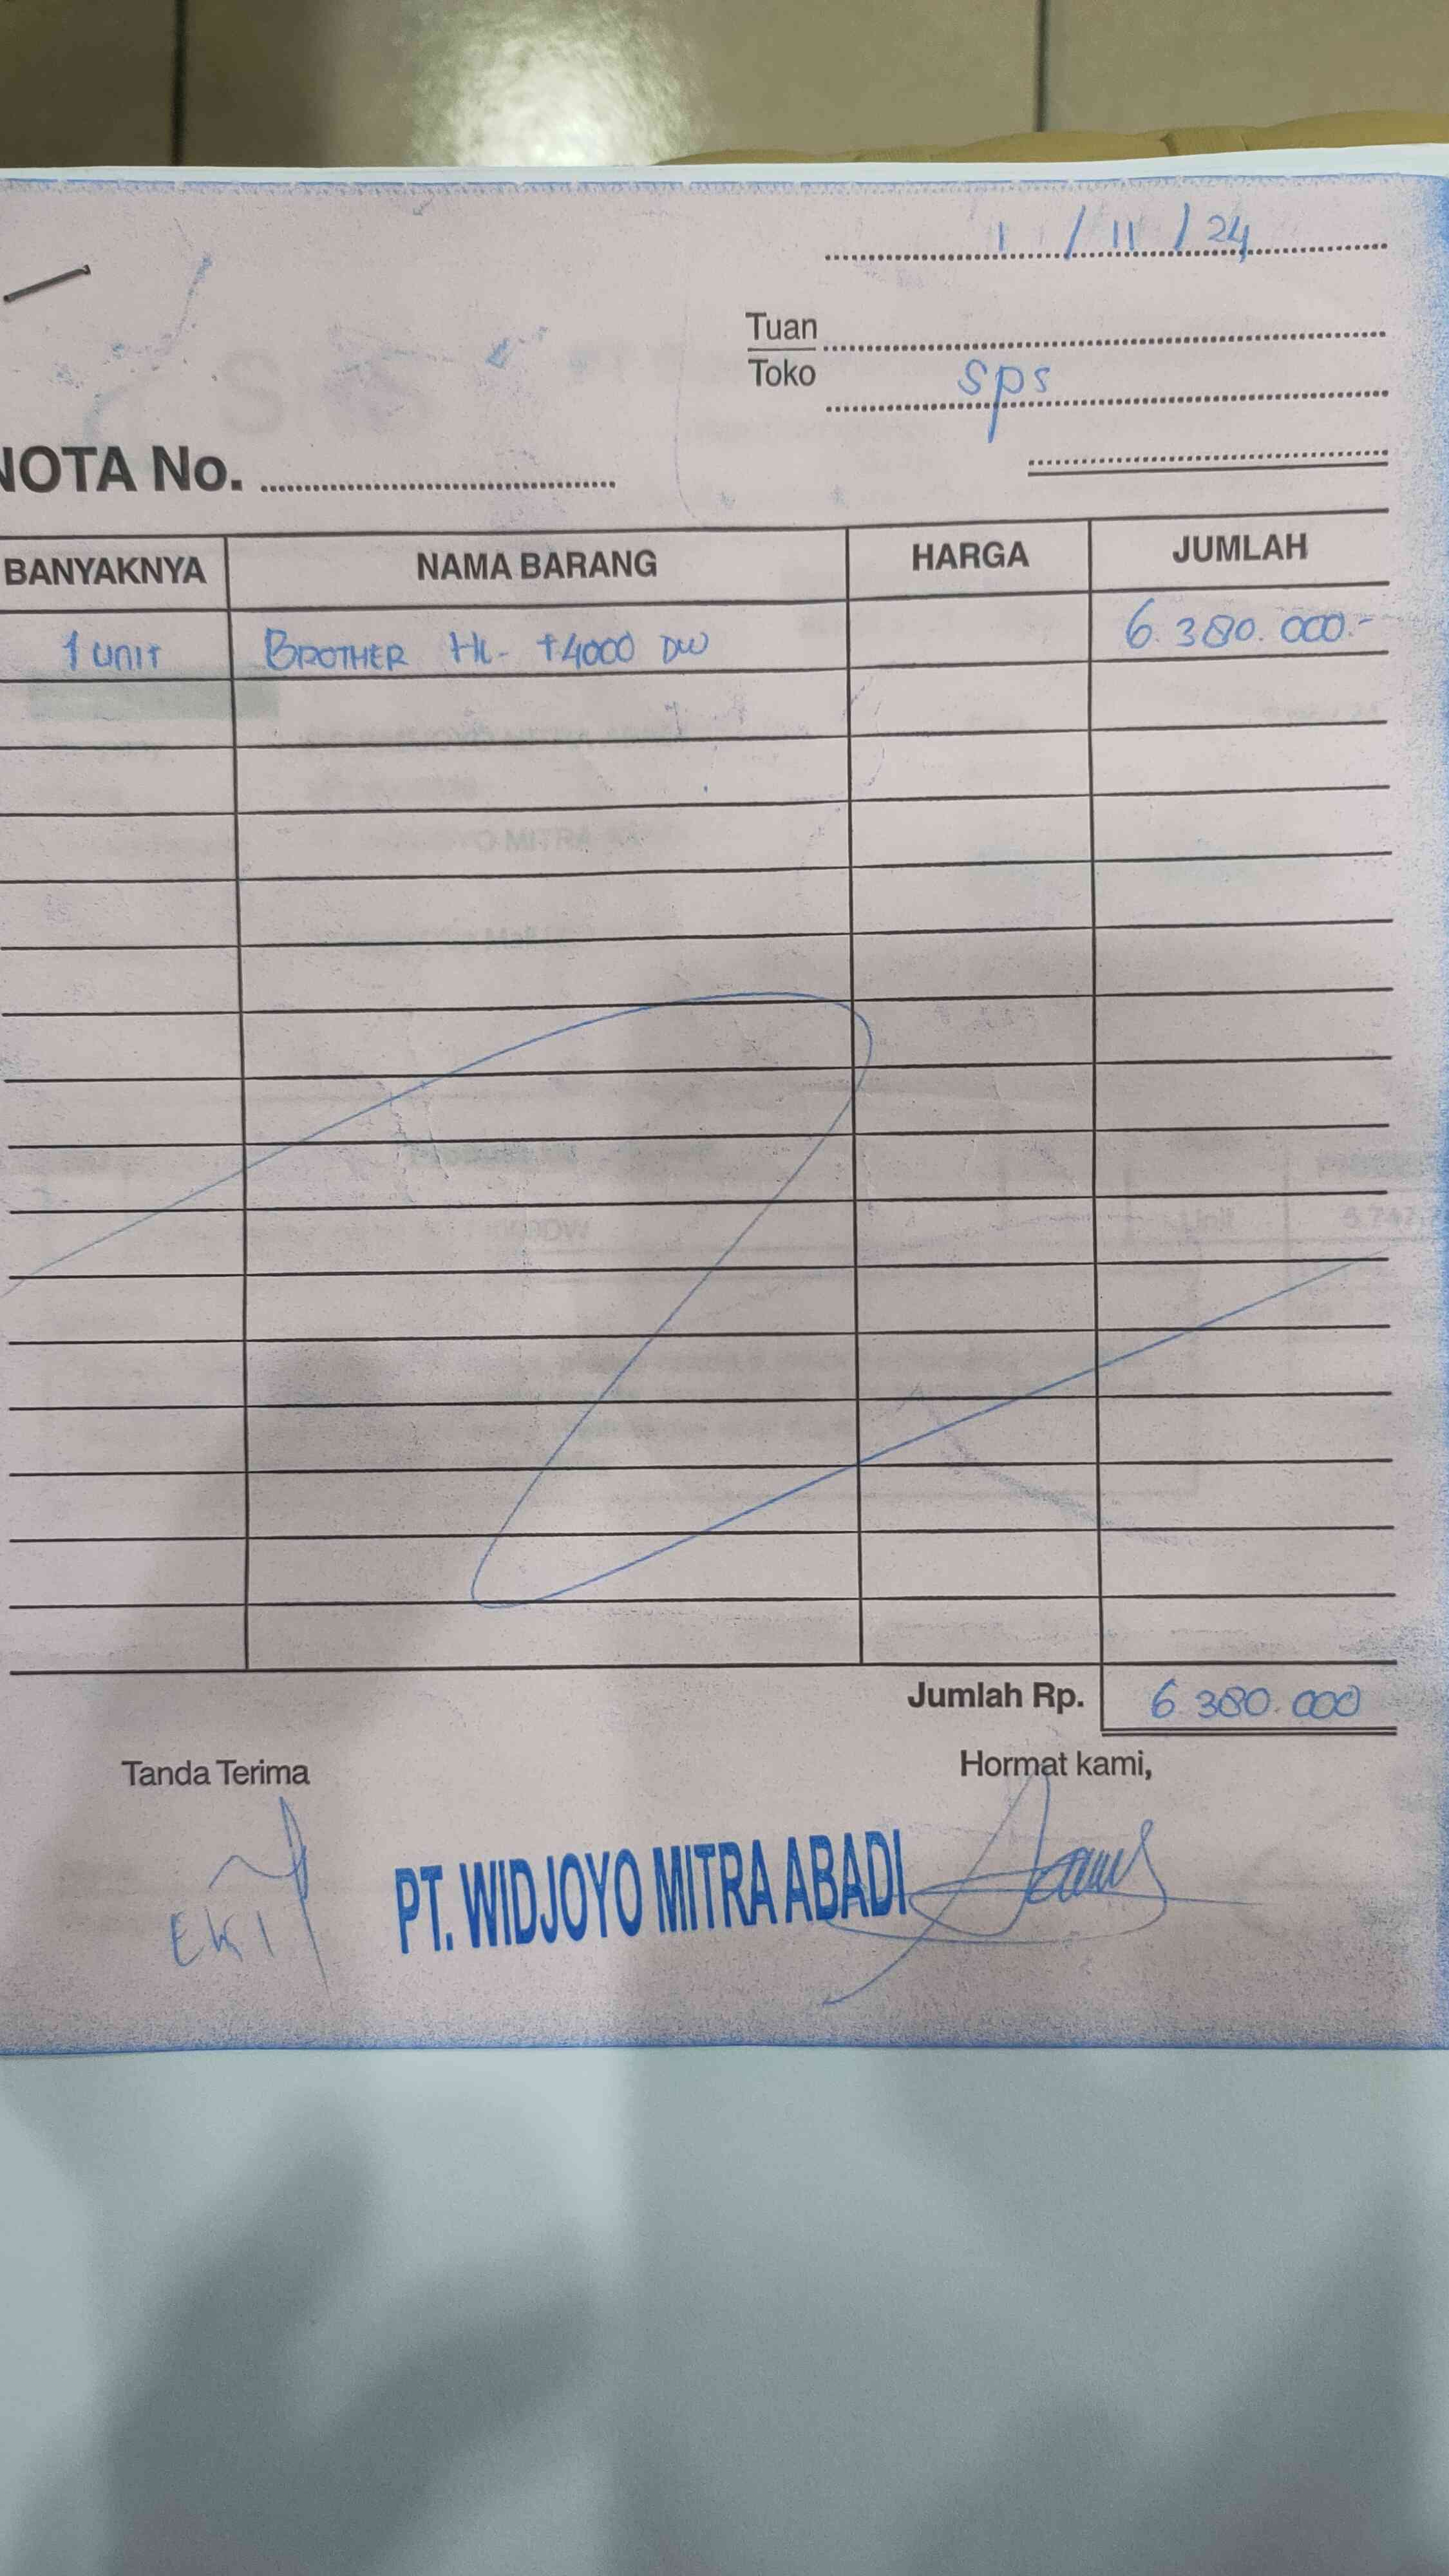 1 / 11 / 24
Tuan
Toko sps
NOTA No.
BANYAKNYA NAMA BARANG HARGA JUMLAH
1 UNIT BROTHER HL- T4000 DW 6.380.000.-
Jumlah Rp. 6.380.000
Tanda Terima Hormat kami,
EKI PT. WIDJOYO MITRA ABADI